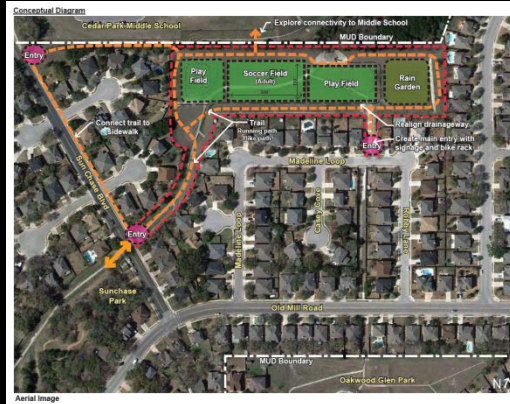 Conceptual Diagram
Cedar Park Middle School
Explore connectivity to Middle School
MUD Boundary
Entry
Play
Field
Soccer Field
(Adult)
Play Field
Rain
Garden
Connect trail to
sidewalk
Trail
Running path
Bike path
Realign drainageway
Create main entry with
signage and bike rack
Entry
Madeline Loop
Sun Chase Blvd
Entry
Madeline Loop
Sunchase
Park
Old Mill Road
MUD Boundary
Oakwood Glen Park
N
Aerial Image